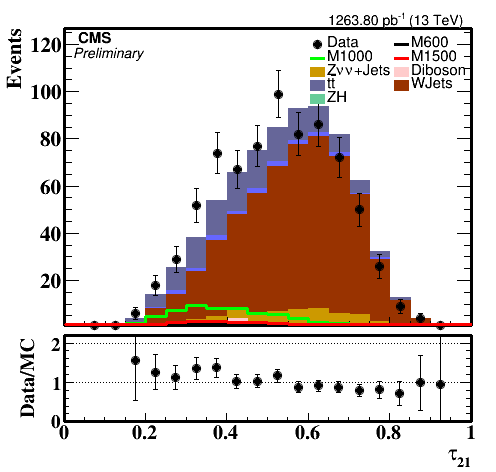 1263.80 pb⁻¹ (13 TeV)
CMS
Preliminary
Data
M600
M1000
M1500
Zνν+Jets
Diboson
tt
WJets
ZH
Events
120
100
80
60
40
20
Data/MC
2
1
0
0 0.2 0.4 0.6 0.8 1
τ₂₁